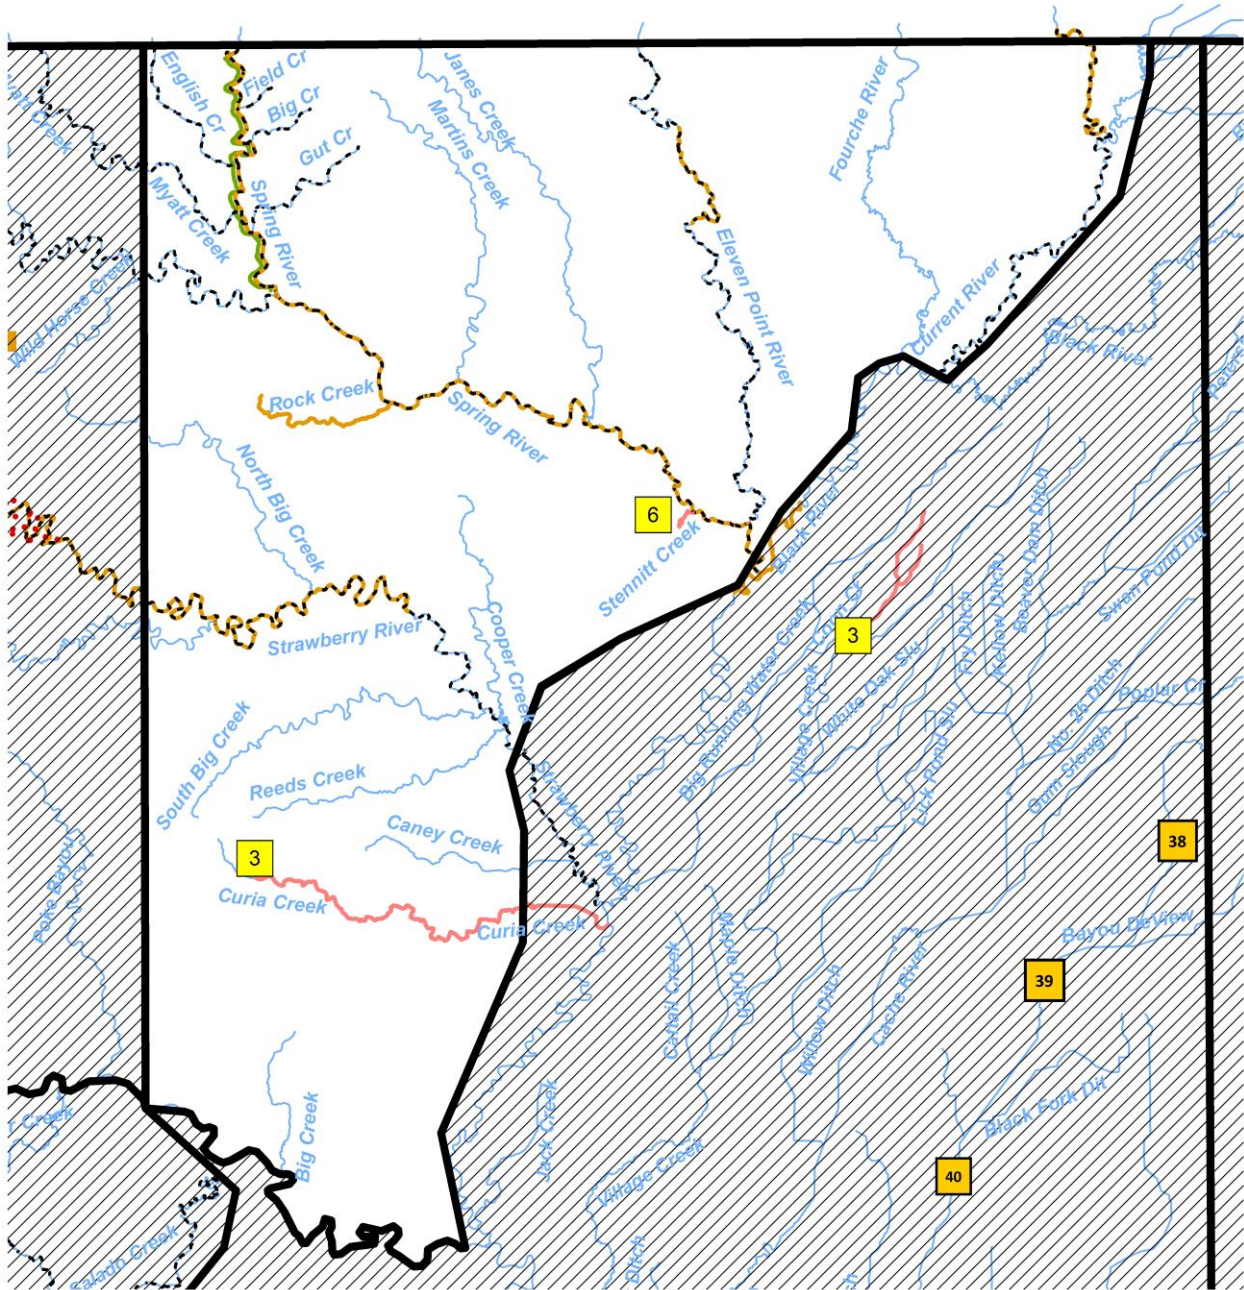 English Cr
Field Cr
Big Cr
Gut Cr
Janes Creek
Martins Creek
Fourche River
Myatt Creek
Spring River
Wild Horse Creek
Eleven Point River
Current River
Black River
Rock Creek
Spring River
North Big Creek
6
Stennitt Creek
Black River
Beaver Dam Ditch
Swan Pond Dit
Strawberry River
Cooper Creek
3
Fry Ditch
Kellow Ditch
Big Running Water Creek
Village Creek
White Oak Slu
No. 26 Ditch
Poplar Cr
South Big Creek
Reeds Creek
Strawberry River
Lick Pond Slu
Gum Slough
Caney Creek
38
3
Curia Creek
Curia Creek
Poke Bayou
Maple Ditch
Cattail Creek
Willow Ditch
Cache River
Bayou DeView
39
Big Creek
Jack Creek
Village Creek
Black Fork Dit
40
Creek
Salado Creek
Ditch